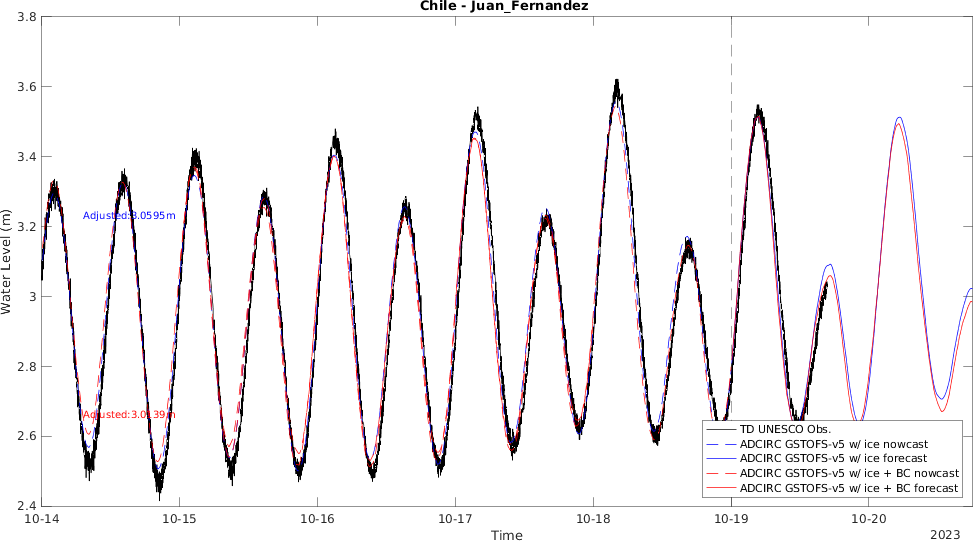 Chile - Juan_Fernandez
3.8
3.6
3.4
3.2
3
2.8
2.6
2.4
Water Level (m)
Adjusted:3.0595m
Adjusted:3.0139m
TD UNESCO Obs.
ADCIRC GSTOFS-v5 w/ ice nowcast
ADCIRC GSTOFS-v5 w/ ice forecast
ADCIRC GSTOFS-v5 w/ ice + BC nowcast
ADCIRC GSTOFS-v5 w/ ice + BC forecast
10-14 10-15 10-16 10-17 10-18 10-19 10-20
Time
2023